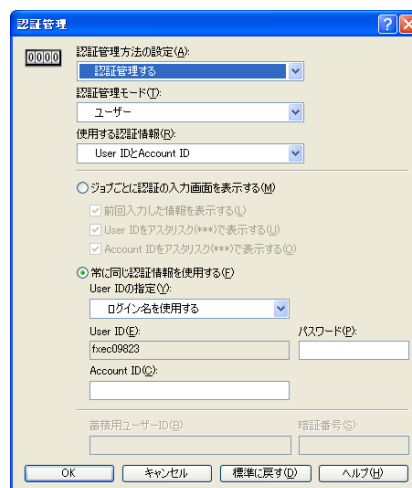 認証管理
0000
認証管理方法の設定(A):
認証管理する
認証管理モード(T):
ユーザー
使用する認証情報(R):
User IDとAccount ID
ジョブごとに認証の入力画面を表示する(M)
前回入力した情報を表示する(L)
User IDをアスタリスク(***)で表示する(U)
Account IDをアスタリスク(***)で表示する(O)
常に同じ認証情報を使用する(F)
User IDの指定(Y):
ログイン名を使用する
User ID(E): パスワード(P):
fxec09823
Account ID(C):
蓄積用ユーザーID(B): 暗証番号(S):
OK キャンセル 標準に戻す(D) ヘルプ(H)